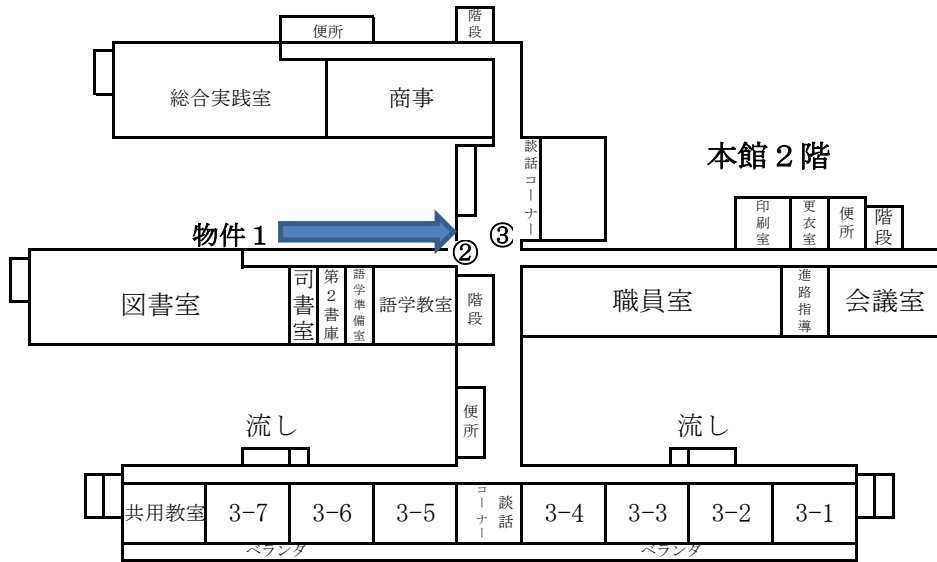 便所
階段
総合実践室
商事
談話コーナー
本館２階
物件１
③
②
印刷室
更衣室
便所
階段
図書室
司書室
第２書庫
語学準備室
語学教室
階段
職員室
進路指導
会議室
便所
流し
流し
共用教室
3-7
3-6
3-5
談話コーナー
3-4
3-3
3-2
3-1
ベランダ
ベランダ